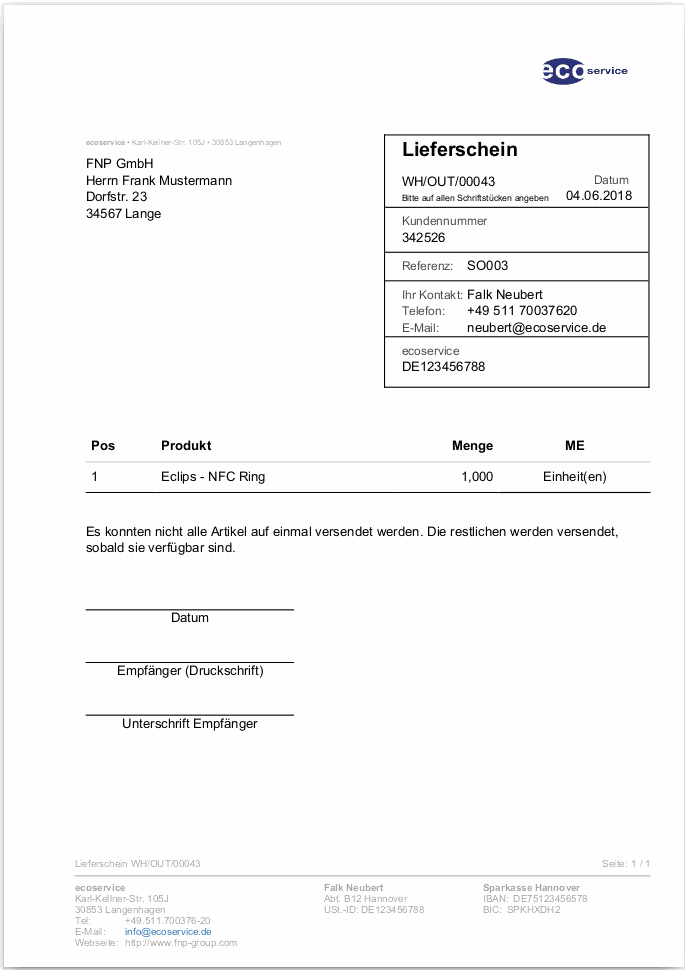 eco service
ecoservice • Karl-Kellner-Str. 105J • 30853 Langenhagen
FNP GmbH
Herrn Frank Mustermann
Dorfstr. 23
34567 Lange
Lieferschein
WH/OUT/00043 Datum
Bitte auf allen Schriftstücken angeben 04.06.2018
Kundennummer
342526
Referenz: SO003
Ihr Kontakt: Falk Neubert
Telefon: +49 511 70037620
E-Mail: neubert@ecoservice.de
ecoservice
DE123456788
Pos Produkt Menge ME
1 Eclips - NFC Ring 1,000 Einheit(en)
Es konnten nicht alle Artikel auf einmal versendet werden. Die restlichen werden versendet,
sobald sie verfügbar sind.
Datum
Empfänger (Druckschrift)
Unterschrift Empfänger
Lieferschein WH/OUT/00043 Seite: 1 / 1
ecoservice Falk Neubert Sparkasse Hannover
Karl-Kellner-Str. 105J Abt. B12 Hannover IBAN: DE75123456578
30853 Langenhagen USt.-ID: DE123456788 BIC: SPKHXDH2
Tel: +49.511.700376-20
E-Mail: info@ecoservice.de
Webseite: http://www.fnp-group.com